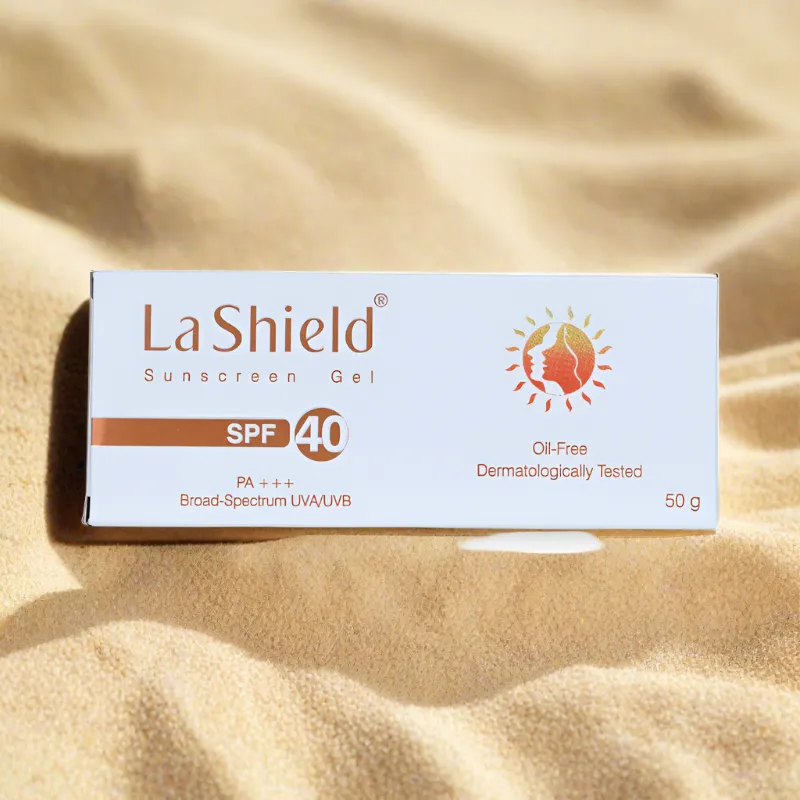 La Shield®
Sunscreen Gel
SPF 40
PA +++
Broad-Spectrum UVA/UVB
Oil-Free
Dermatologically Tested
50 g